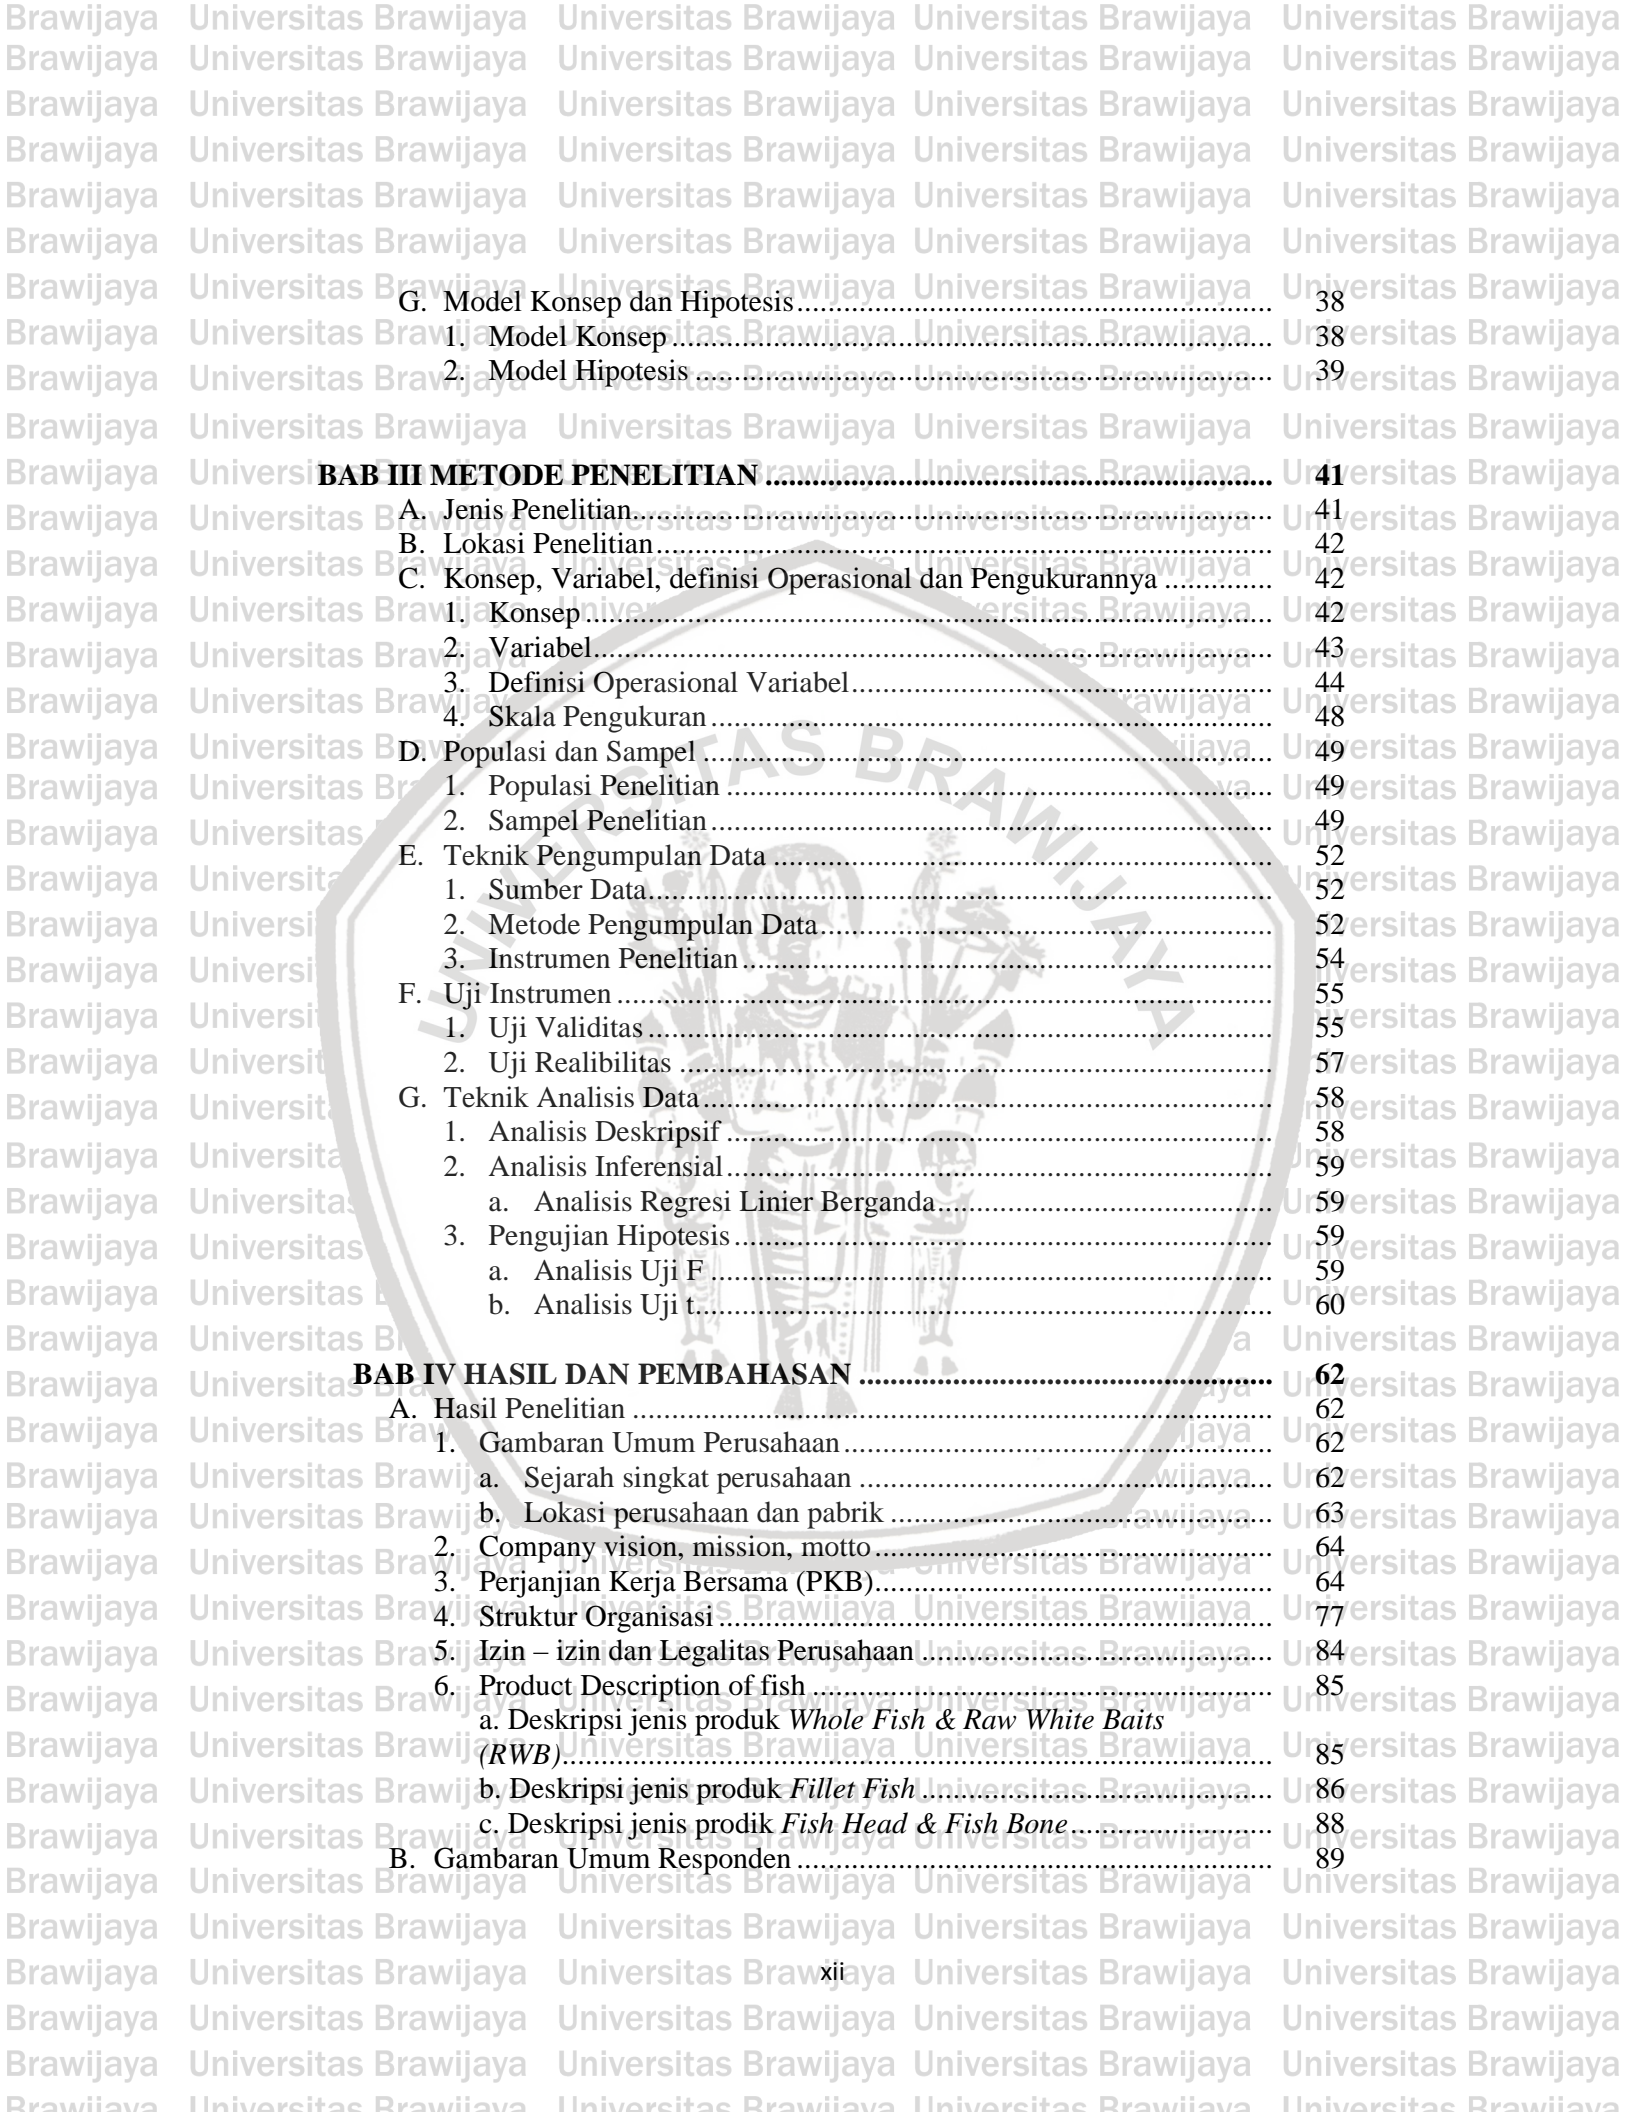 G. Model Konsep dan Hipotesis.............................................................. 38
1. Model Konsep .............................................................................. 38
2. Model Hipotesis ........................................................................... 39
BAB III METODE PENELITIAN .................................................................. 41
A. Jenis Penelitian................................................................................... 41
B. Lokasi Penelitian ................................................................................ 42
C. Konsep, Variabel, definisi Operasional dan Pengukurannya .............. 42
1. Konsep ......................................................................................... 42
2. Variabel........................................................................................ 43
3. Definisi Operasional Variabel...................................................... 44
4. Skala Pengukuran ........................................................................ 48
D. Populasi dan Sampel .......................................................................... 49
1. Populasi Penelitian ....................................................................... 49
2. Sampel Penelitian ......................................................................... 49
E. Teknik Pengumpulan Data ................................................................. 52
1. Sumber Data................................................................................. 52
2. Metode Pengumpulan Data.......................................................... 52
3. Instrumen Penelitian .................................................................... 54
F. Uji Instrumen ..................................................................................... 55
1. Uji Validitas ................................................................................. 55
2. Uji Realibilitas ............................................................................. 57
G. Teknik Analisis Data.......................................................................... 58
1. Analisis Deskripsif ...................................................................... 58
2. Analisis Inferensial ...................................................................... 59
a. Analisis Regresi Linier Berganda........................................... 59
3. Pengujian Hipotesis ..................................................................... 59
a. Analisis Uji F ........................................................................ 59
b. Analisis Uji t.......................................................................... 60
BAB IV HASIL DAN PEMBAHASAN ..................................................... 62
A. Hasil Penelitian .................................................................................. 62
1. Gambaran Umum Perusahaan ....................................................... 62
a. Sejarah singkat perusahaan ..................................................... 62
b. Lokasi perusahaan dan pabrik ................................................. 63
2. Company vision, mission, motto ................................................... 64
3. Perjanjian Kerja Bersama (PKB)................................................... 64
4. Struktur Organisasi ....................................................................... 77
5. Izin – izin dan Legalitas Perusahaan ............................................. 84
6. Product Description of fish ........................................................... 85
a. Deskripsi jenis produk Whole Fish & Raw White Baits
(RWB)........................................................................................... 85
b. Deskripsi jenis produk Fillet Fish .............................................. 86
c. Deskripsi jenis prodik Fish Head & Fish Bone .......................... 88
B. Gambaran Umum Responden ............................................................. 89
xii
UNIVERSITAS BRAWIJAYA